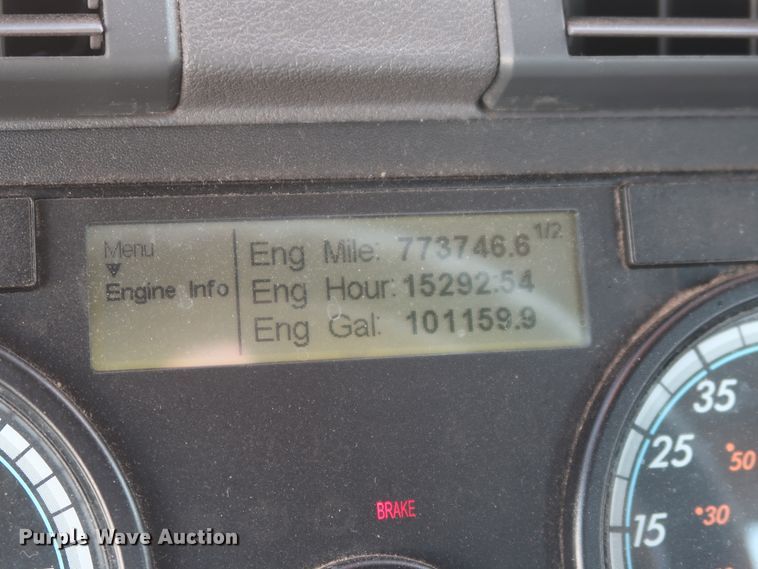 Menu
Engine Info
Eng Mile: 773746.6 1/2
Eng Hour: 15292:54
Eng Gal: 101159.9
BRAKE
35
25
15
50
30
Purple Wave Auction